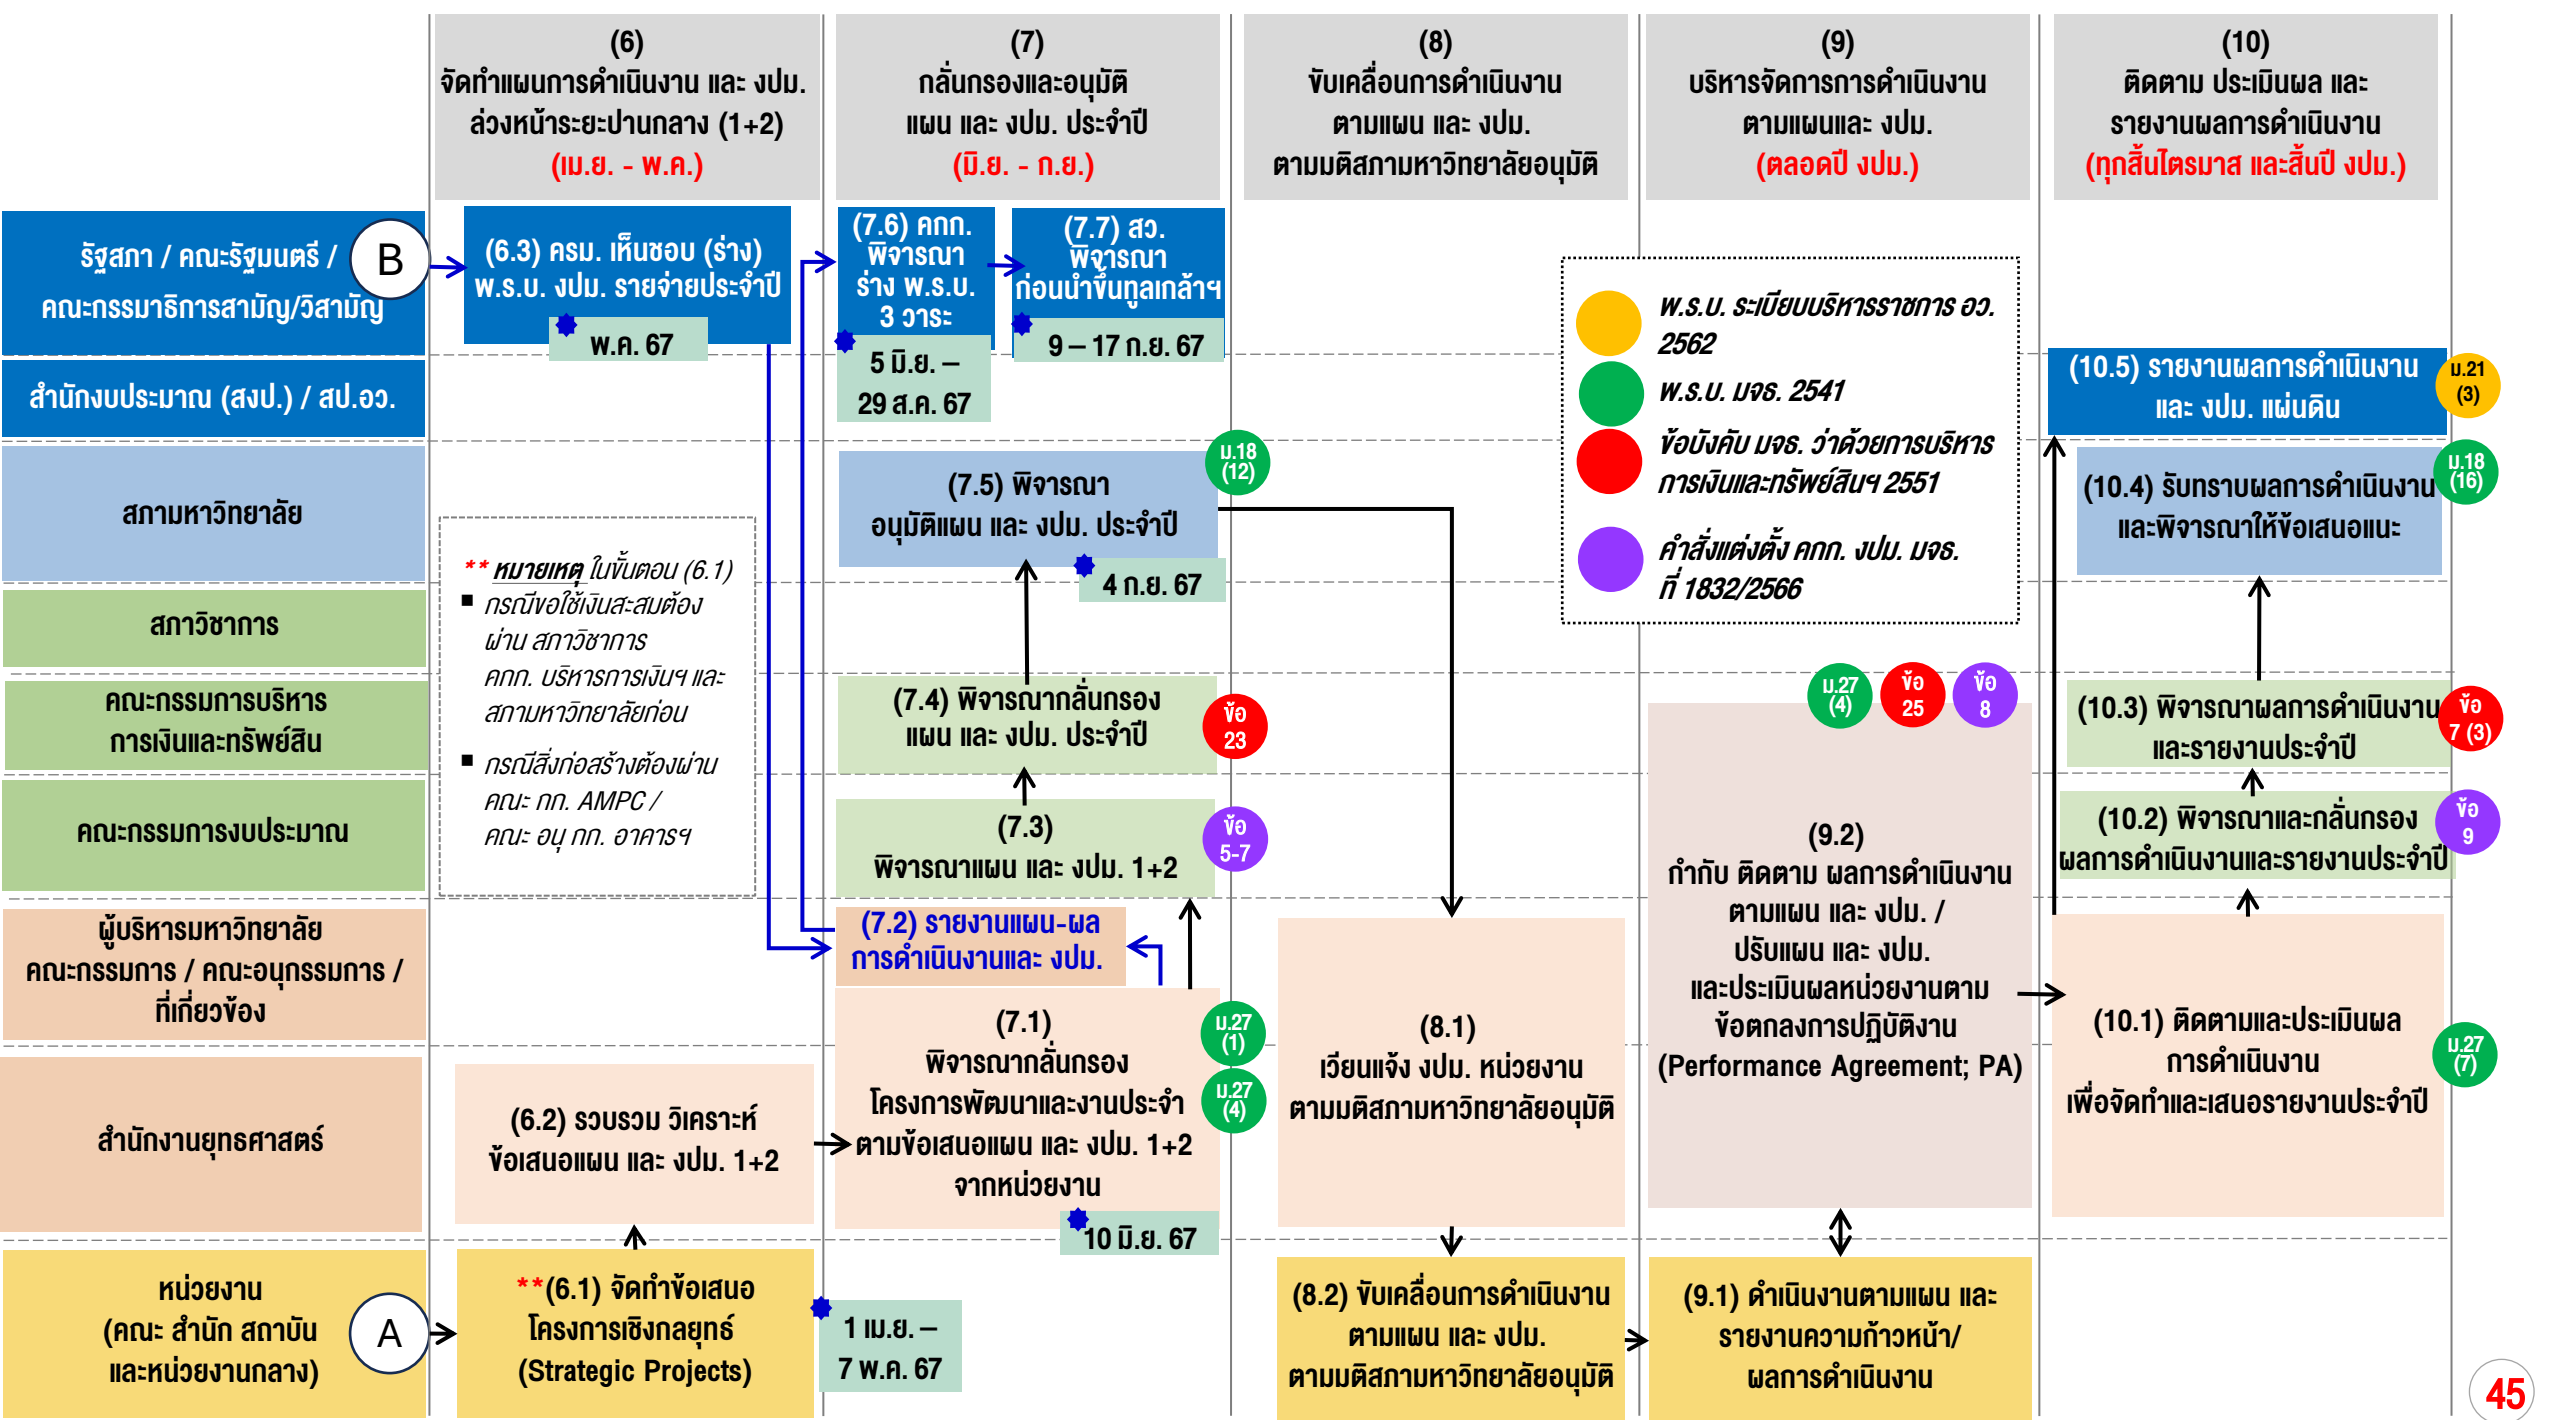 (6)
จัดทำแผนการดำเนินงาน และ งปม.
ล่วงหน้าระยะปานกลาง (1+2)
(เม.ย. - พ.ค.)
(7)
กลั่นกรองและอนุมัติ
แผน และ งปม. ประจำปี
(มิ.ย. - ก.ย.)
(8)
ขับเคลื่อนการดำเนินงาน
ตามแผน และ งปม.
ตามมติสภามหาวิทยาลัยอนุมัติ
(9)
บริหารจัดการการดำเนินงาน
ตามแผนและ งปม.
(ตลอดปี งปม.)
(10)
ติดตาม ประเมินผล และ
รายงานผลการดำเนินงาน
(ทุกสิ้นไตรมาส และสิ้นปี งปม.)
รัฐสภา / คณะรัฐมนตรี /
คณะกรรมาธิการสามัญ/วิสามัญ
B
(6.3) ครม. เห็นชอบ (ร่าง)
พ.ร.บ. งปม. รายจ่ายประจำปี
พ.ค. 67
(7.6) คกก.
พิจารณา
ร่าง พ.ร.บ.
3 วาระ
5 มิ.ย. –
29 ส.ค. 67
(7.7) สว.
พิจารณา
ก่อนนำขึ้นทูลเกล้าฯ
9 – 17 ก.ย. 67
พ.ร.บ. ระเบียบบริหารราชการ อว.
2562
พ.ร.บ. มจธ. 2541
ข้อบังคับ มจธ. ว่าด้วยการบริหาร
การเงินและทรัพย์สินฯ 2551
คำสั่งแต่งตั้ง คกก. งปม. มจธ.
ที่ 1832/2566
สำนักงบประมาณ (สงป.) / สป.อว.
(10.5) รายงานผลการดำเนินงาน
และ งปม. แผ่นดิน
ม.21
(3)
สภามหาวิทยาลัย
(7.5) พิจารณา
อนุมัติแผน และ งปม. ประจำปี
ม.18
(12)
4 ก.ย. 67
(10.4) รับทราบผลการดำเนินงาน
และพิจารณาให้ข้อเสนอแนะ
ม.18
(16)
** หมายเหตุ ในขั้นตอน (6.1)
▪ กรณีขอใช้เงินสะสมต้อง
ผ่าน สภาวิชาการ
คกก. บริหารการเงินฯ และ
สภามหาวิทยาลัยก่อน
▪ กรณีสิ่งก่อสร้างต้องผ่าน
คณะ กก. AMPC /
คณะ อนุ กก. อาคารฯ
สภาวิชาการ
คณะกรรมการบริหาร
การเงินและทรัพย์สิน
(7.4) พิจารณากลั่นกรอง
แผน และ งปม. ประจำปี
ข้อ
23
ม.27
(4)
ข้อ
25
ข้อ
8
(10.3) พิจารณาผลการดำเนินงาน
และรายงานประจำปี
ข้อ
7 (3)
คณะกรรมการงบประมาณ
(7.3)
พิจารณาแผน และ งปม. 1+2
ข้อ
5-7
(10.2) พิจารณาและกลั่นกรอง
ผลการดำเนินงานและรายงานประจำปี
ข้อ
9
ผู้บริหารมหาวิทยาลัย
คณะกรรมการ / คณะอนุกรรมการ /
ที่เกี่ยวข้อง
(7.2) รายงานแผน-ผล
การดำเนินงานและ งปม.
(9.2)
กำกับ ติดตาม ผลการดำเนินงาน
ตามแผน และ งปม. /
ปรับแผน และ งปม.
และประเมินผลหน่วยงานตาม
ข้อตกลงการปฏิบัติงาน
(Performance Agreement; PA)
สำนักงานยุทธศาสตร์
(6.2) รวบรวม วิเคราะห์
ข้อเสนอแผน และ งปม. 1+2
(7.1)
พิจารณากลั่นกรอง
โครงการพัฒนาและงานประจำ
ตามข้อเสนอแผน และ งปม. 1+2
จากหน่วยงาน
ม.27
(1)
ม.27
(4)
10 มิ.ย. 67
(8.1)
เวียนแจ้ง งปม. หน่วยงาน
ตามมติสภามหาวิทยาลัยอนุมัติ
(10.1) ติดตามและประเมินผล
การดำเนินงาน
เพื่อจัดทำและเสนอรายงานประจำปี
ม.27
(7)
หน่วยงาน
(คณะ สำนัก สถาบัน
และหน่วยงานกลาง)
A
**(6.1) จัดทำข้อเสนอ
โครงการเชิงกลยุทธ์
(Strategic Projects)
1 เม.ย. –
7 พ.ค. 67
(8.2) ขับเคลื่อนการดำเนินงาน
ตามแผน และ งปม.
ตามมติสภามหาวิทยาลัยอนุมัติ
(9.1) ดำเนินงานตามแผน และ
รายงานความก้าวหน้า/
ผลการดำเนินงาน
45